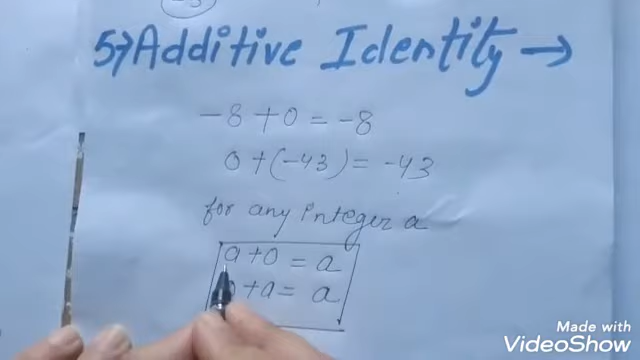 5→Additive Identity →
-8 + 0 = -8
0 + (-43) = -43
for any integer a
a + 0 = a
+ a = a
Made with
VideoShow